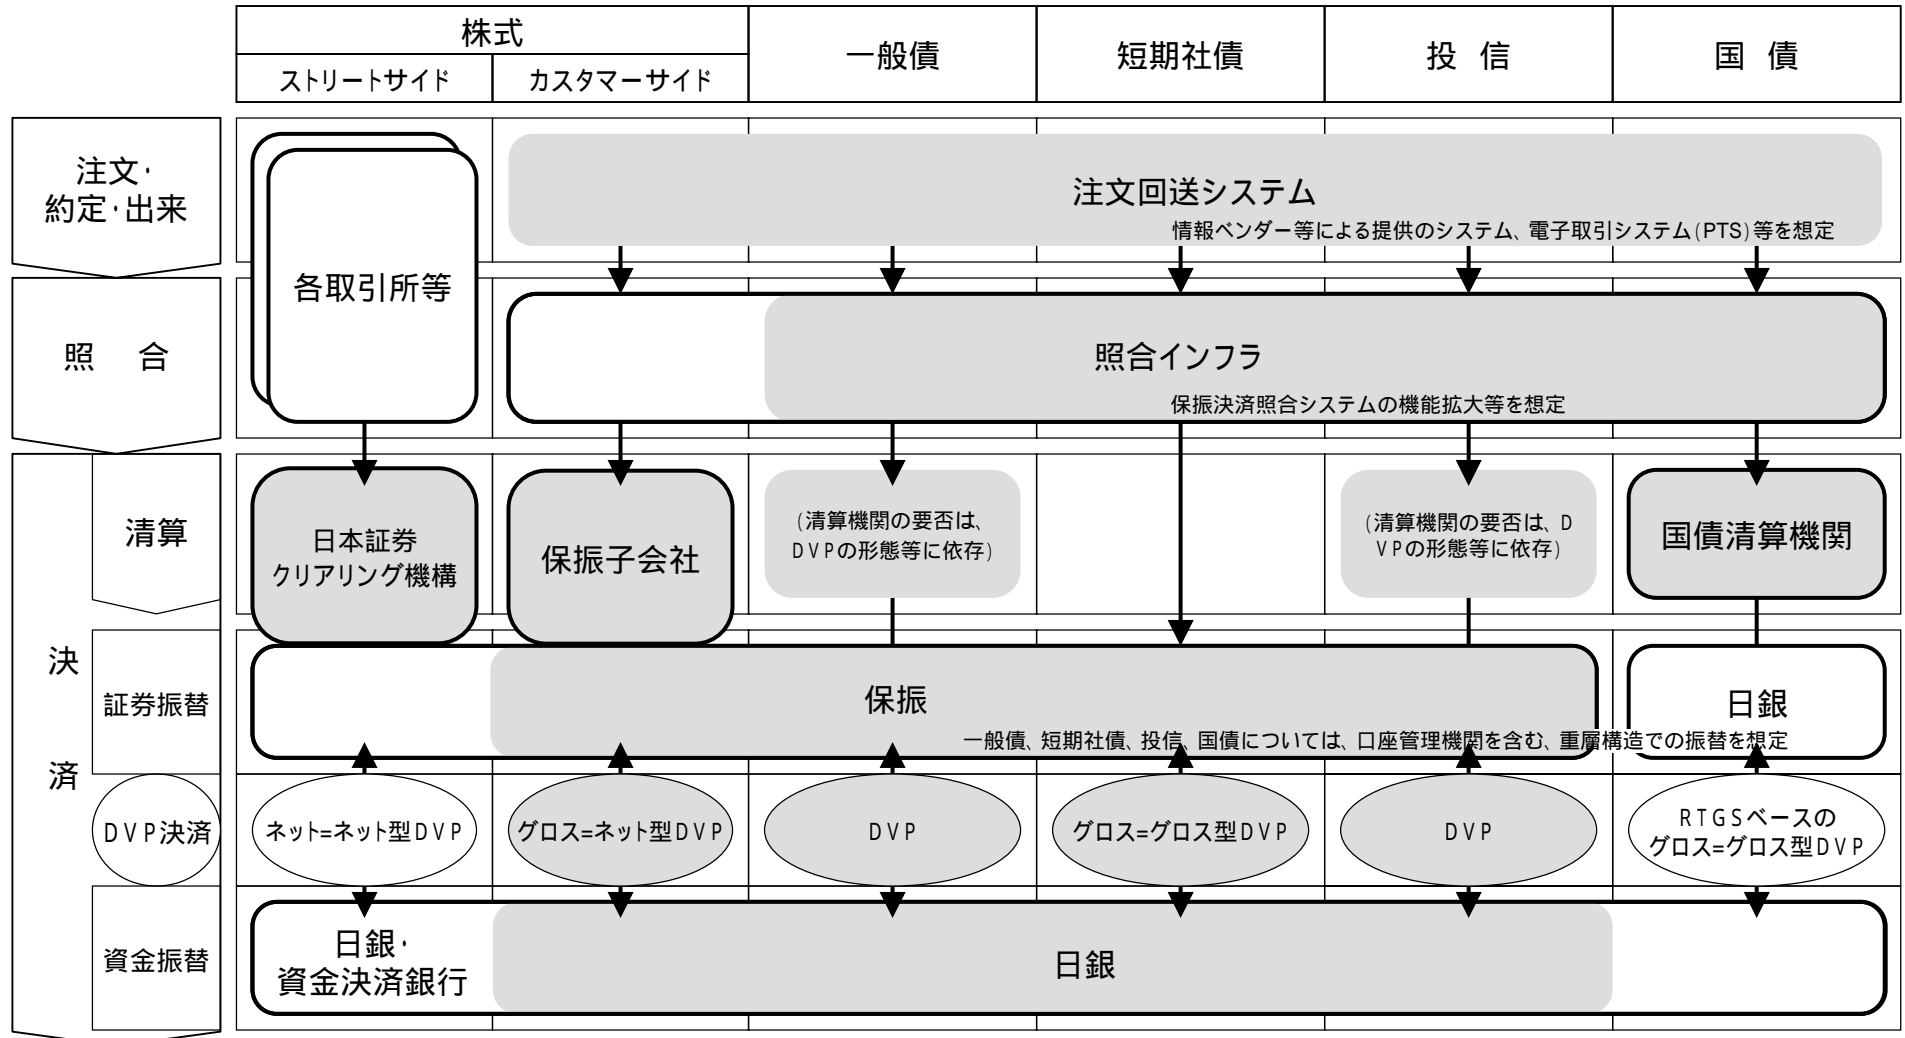 株式
一般債
短期社債
投 信
国 債
ストリートサイド
カスタマーサイド
注文・
約定・出来
注文回送システム
情報ベンダー等による提供のシステム、電子取引システム(PTS)等を想定
各取引所等
照 合
照合インフラ
保振決済照合システムの機能拡大等を想定
決
済
清算
日本証券
クリアリング機構
保振子会社
(清算機関の要否は、
DVPの形態等に依存)
(清算機関の要否は、D
VPの形態等に依存)
国債清算機関
証券振替
保振
日銀
一般債、短期社債、投信、国債については、口座管理機関を含む、重層構造での振替を想定
DVP決済
ネット=ネット型DVP
グロス=ネット型DVP
DVP
グロス=グロス型DVP
DVP
RTGSベースの
グロス=グロス型DVP
資金振替
日銀・
資金決済銀行
日銀